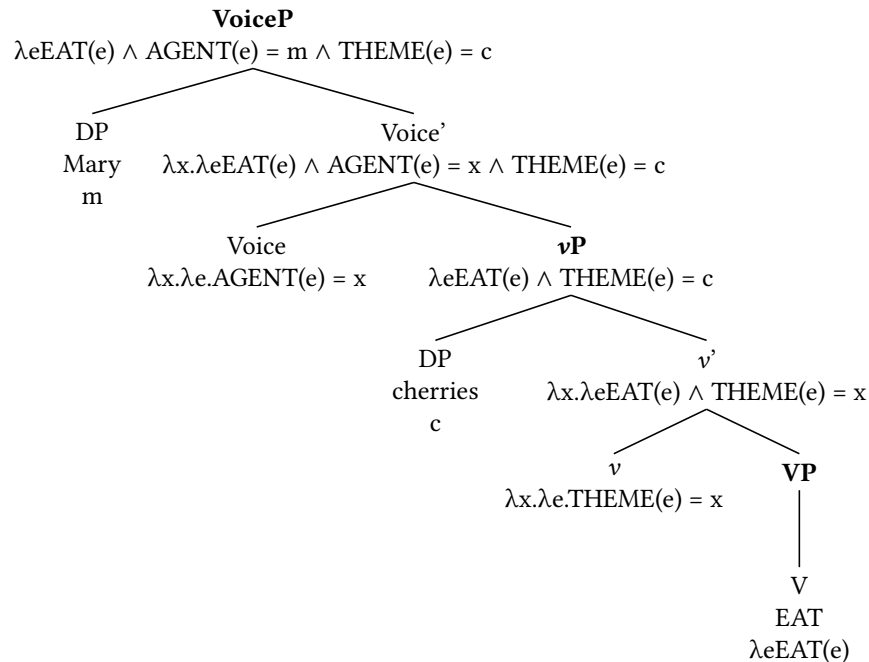 VoiceP
λeEAT(e) ∧ AGENT(e) = m ∧ THEME(e) = c
DP
Mary
m
Voice’
λx.λeEAT(e) ∧ AGENT(e) = x ∧ THEME(e) = c
Voice
λx.λe.AGENT(e) = x
vP
λeEAT(e) ∧ THEME(e) = c
DP
cherries
c
v’
λx.λeEAT(e) ∧ THEME(e) = x
v
λx.λe.THEME(e) = x
VP
V
EAT
λeEAT(e)